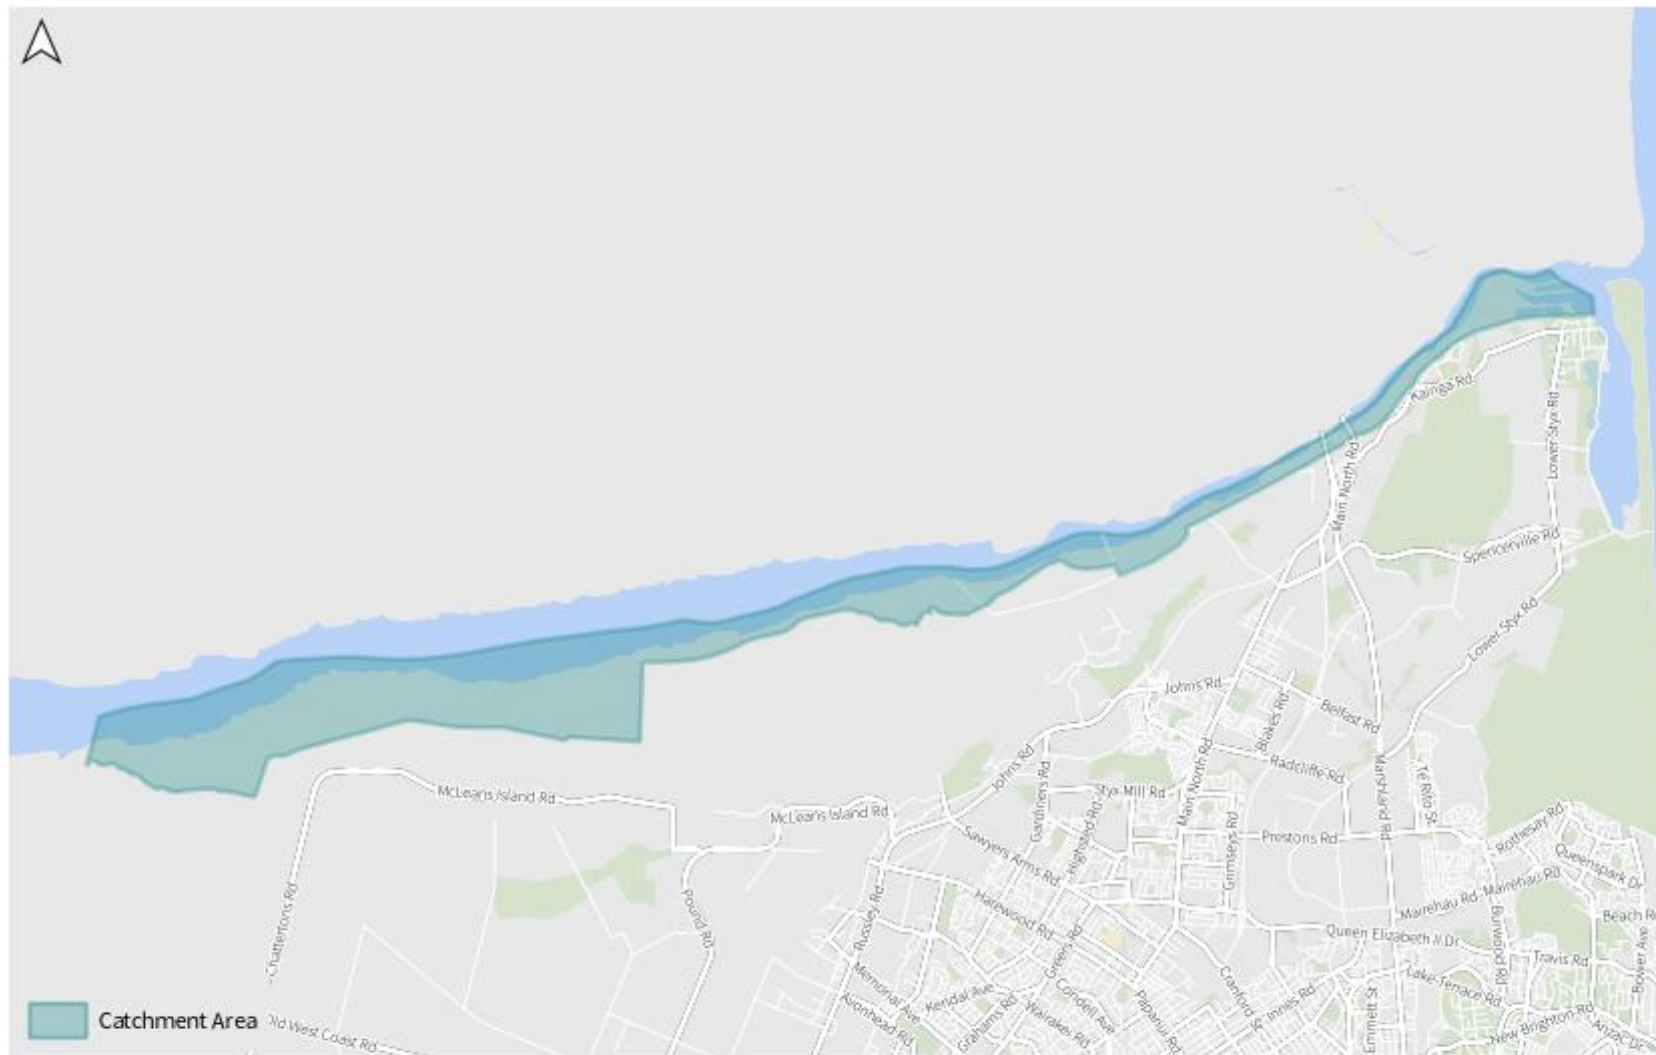 Kainga Rd
Main North Rd
Lower Styx Rd
Spencerville Rd
Lower Styx Rd
Johns Rd
Belfast Rd
Blakes Rd
Radcliffe Rd
Johns Rd
Gardiners Rd
Styx Mill Rd
Main North Rd
Marshland Rd
Te Rito St
McLeans Island Rd
McLeans Island Rd
Highsted Rd
Grimseys Rd
Prestons Rd
Rothesay Rd
Sawyers Arms Rd
Queenspark Dr
Chattertons Rd
Pound Rd
Russley Rd
Harewood Rd
Greers Rd
Mairehau Rd
Mairehau Rd
Burwood Rd
Beach R
Queen Elizabeth II Dr
Travis Rd
Bower Ave
Memorial Ave
Avonhead Rd
Kendal Ave
Grahams Rd
Condell Ave
Wairakei Rd
Papanui Rd
Cranford
Innes Rd
Emmett St
Lake Terrace Rd
New Brighton Rd
Anzac Dr
Catchment Area
ld West Coast Rd